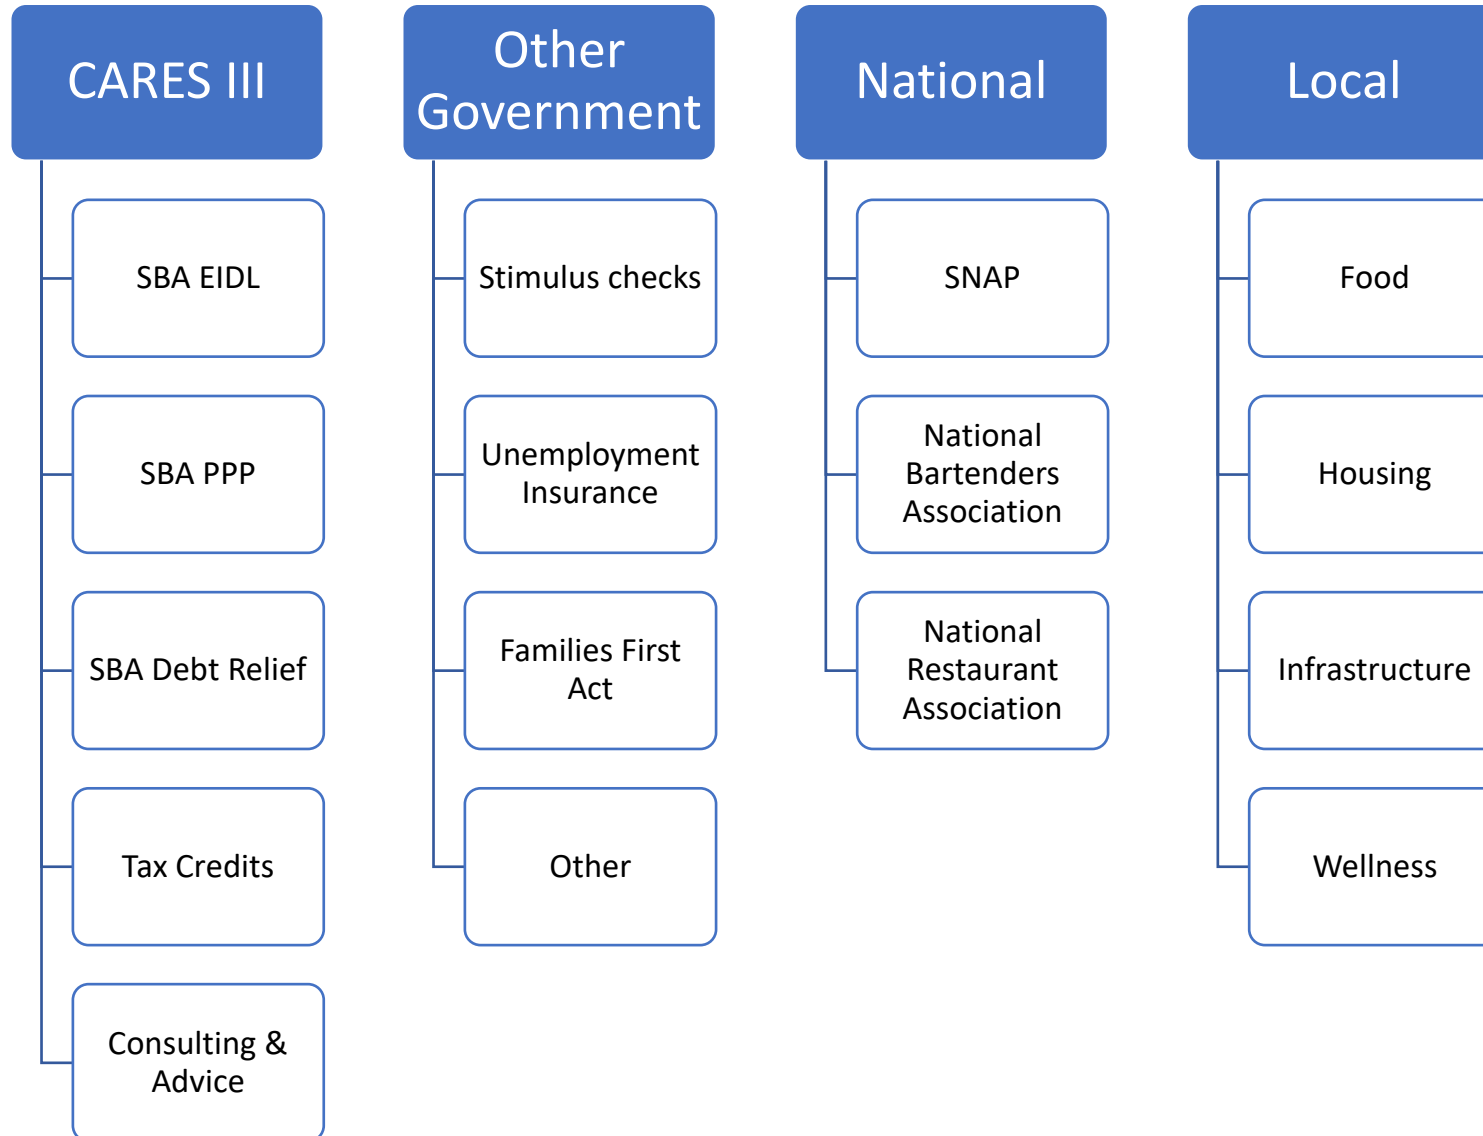 CARES III
SBA EIDL
SBA PPP
SBA Debt Relief
Tax Credits
Consulting &
Advice
Other
Government
Stimulus checks
Unemployment
Insurance
Families First
Act
Other
National
SNAP
National
Bartenders
Association
National
Restaurant
Association
Local
Food
Housing
Infrastructure
Wellness